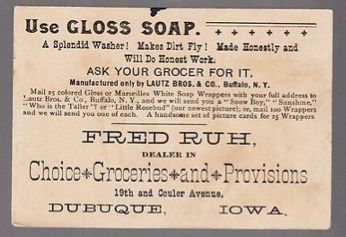 Use GLOSS SOAP.
A Splendid Washer! Makes Dirt Fly! Made Honestly and
Will Do Honest Work.
ASK YOUR GROCER FOR IT.
Manufactured only by LAUTZ BROS. & CO., Buffalo, N. Y.
Mail 25 colored Gloss or Marseilles White Soap Wrappers with your full address to
Lautz Bros. & Co., Buffalo, N. Y., and we will send you a "Snow Boy," "Sunshine,"
"Who is the Taller?" or "Little Rosebud" (our newest picture); or, mail 100 Wrappers
and we will send you one of each. A handsome set of picture cards for 15 Wrappers
FRED RUH,
DEALER IN
Choice Groceries and Provisions
19th and Couler Avenue,
DUBUQUE, IOWA.